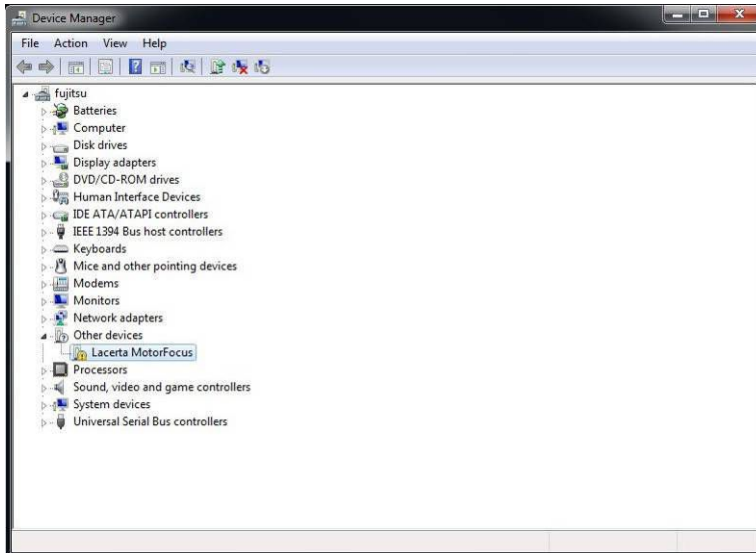 Device Manager
File Action View Help
fujitsu
Batteries
Computer
Disk drives
Display adapters
DVD/CD-ROM drives
Human Interface Devices
IDE ATA/ATAPI controllers
IEEE 1394 Bus host controllers
Keyboards
Mice and other pointing devices
Modems
Monitors
Network adapters
Other devices
Lacerta MotorFocus
Processors
Sound, video and game controllers
System devices
Universal Serial Bus controllers